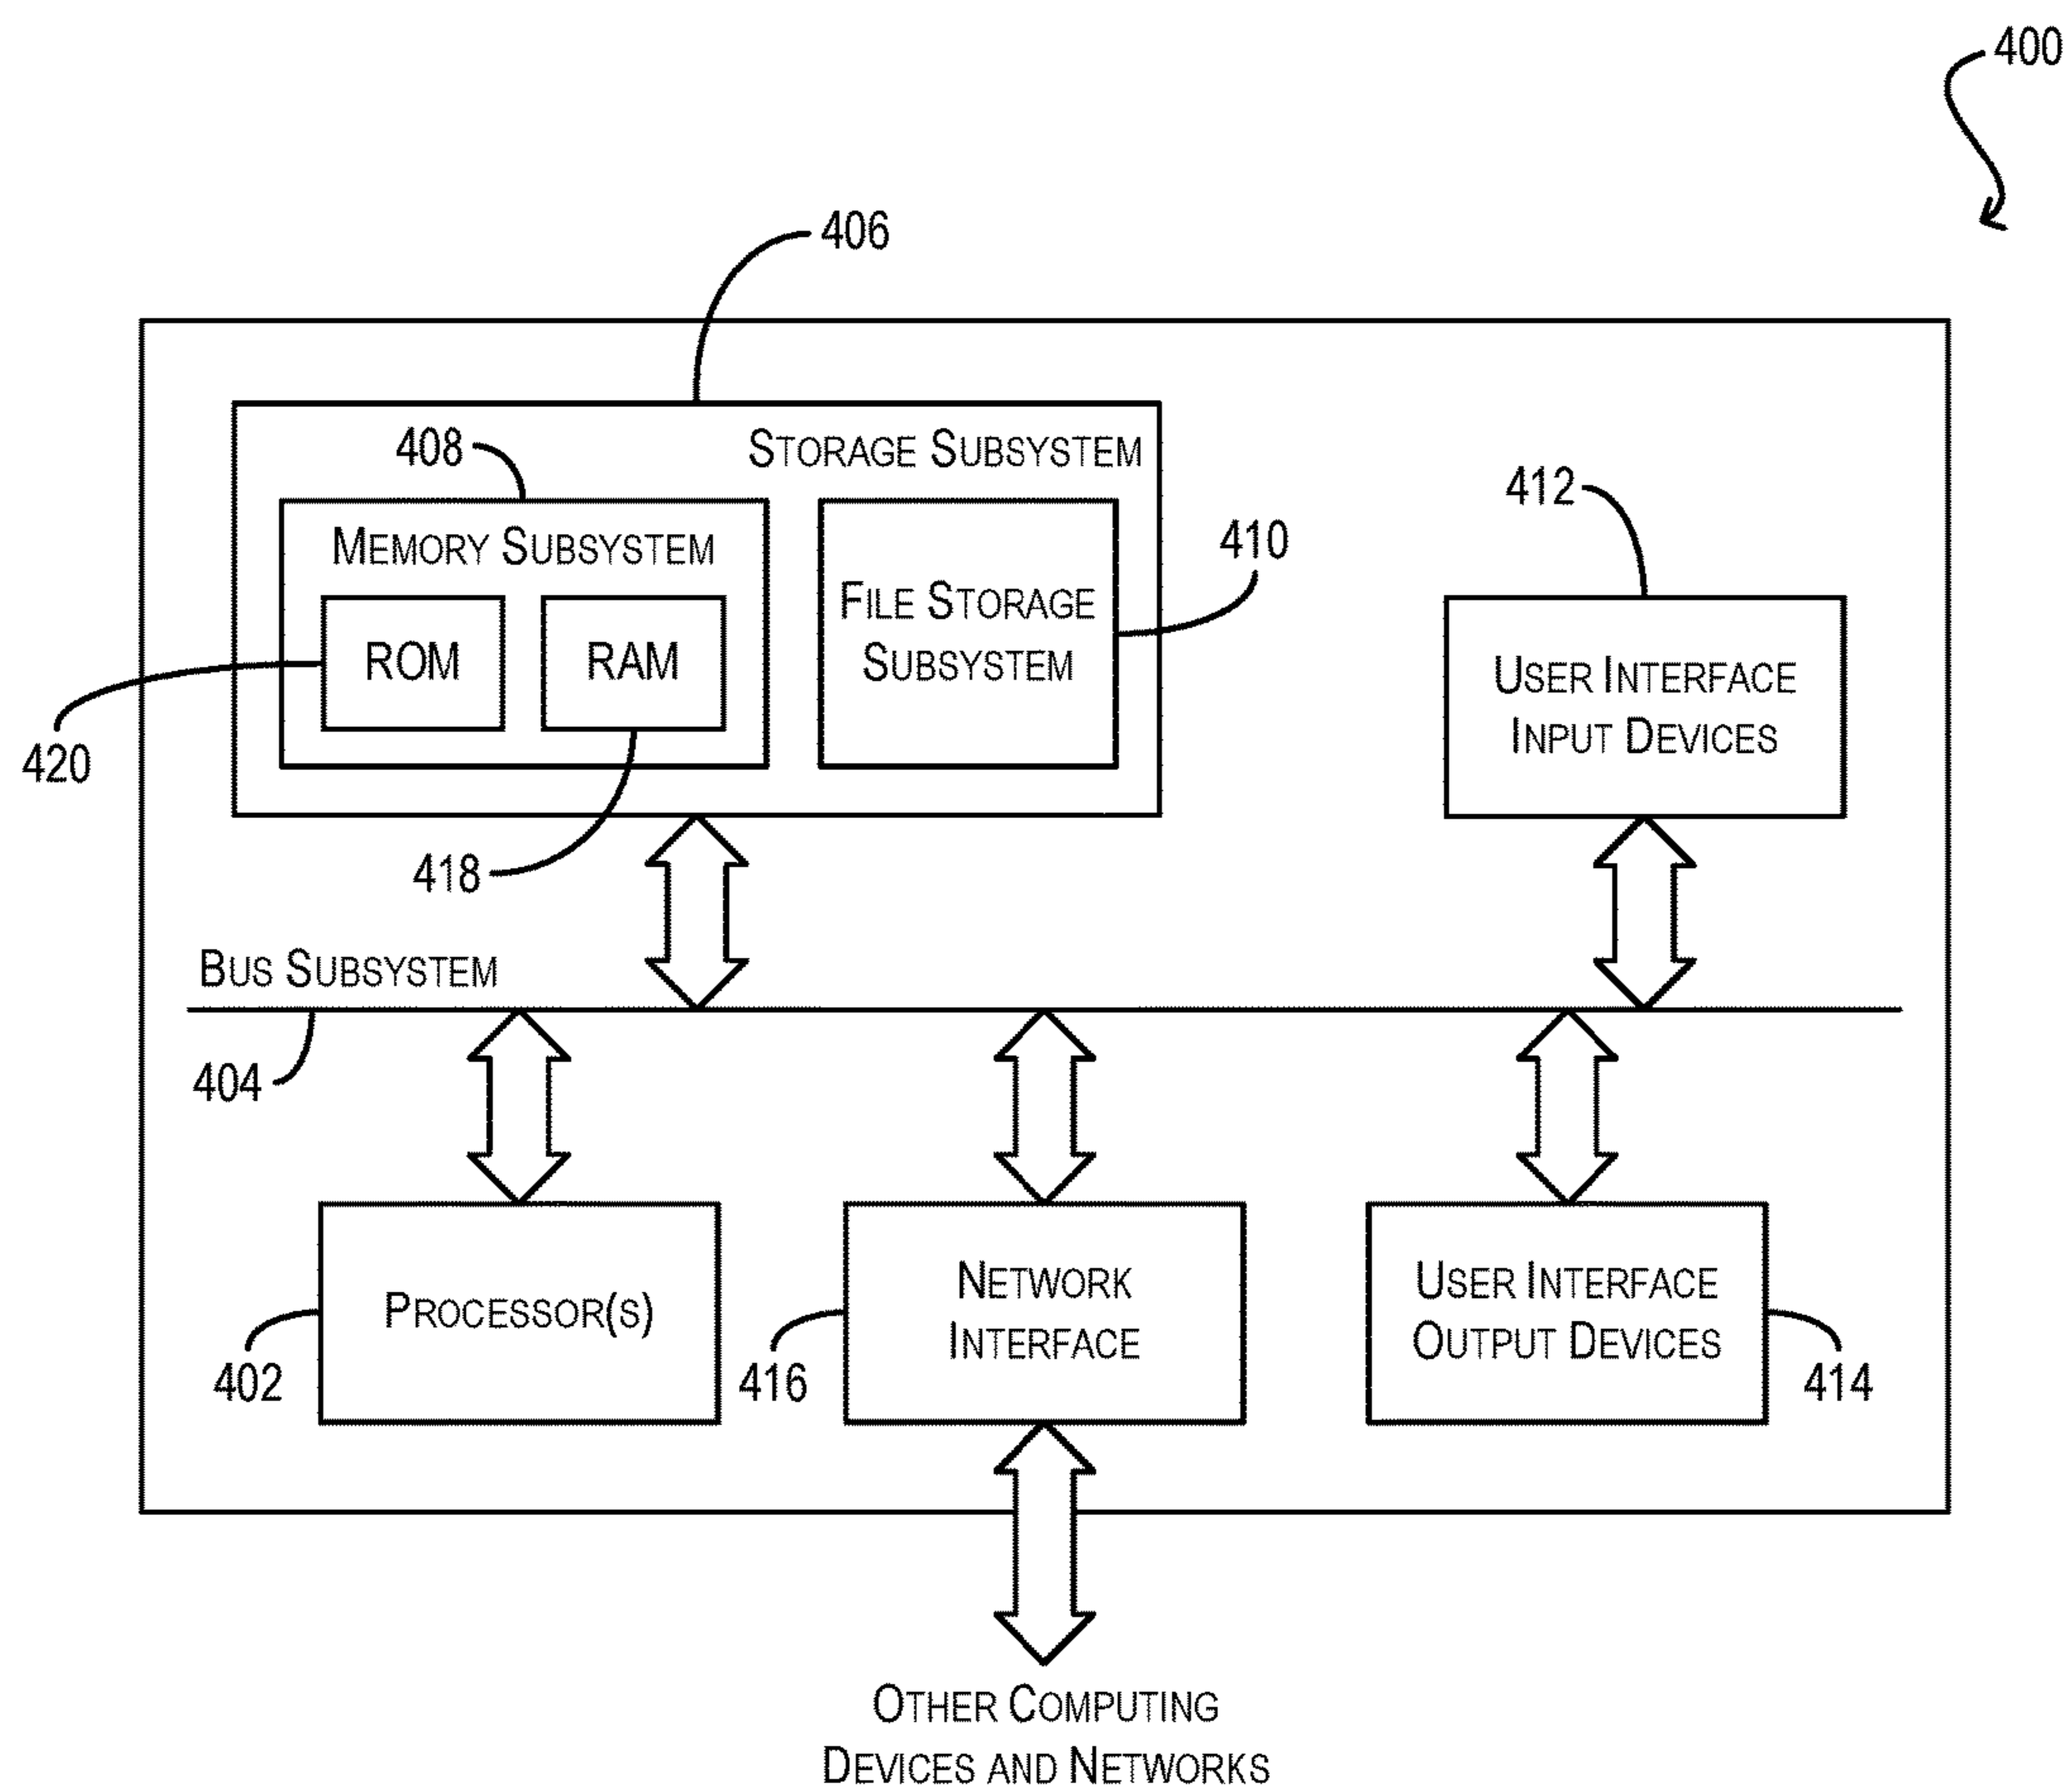 400
406
408
STORAGE SUBSYSTEM
412
MEMORY SUBSYSTEM
410
FILE STORAGE
SUBSYSTEM
ROM
RAM
USER INTERFACE
INPUT DEVICES
420
418
BUS SUBSYSTEM
404
PROCESSOR(S)
NETWORK
INTERFACE
USER INTERFACE
OUTPUT DEVICES
402
416
414
OTHER COMPUTING
DEVICES AND NETWORKS